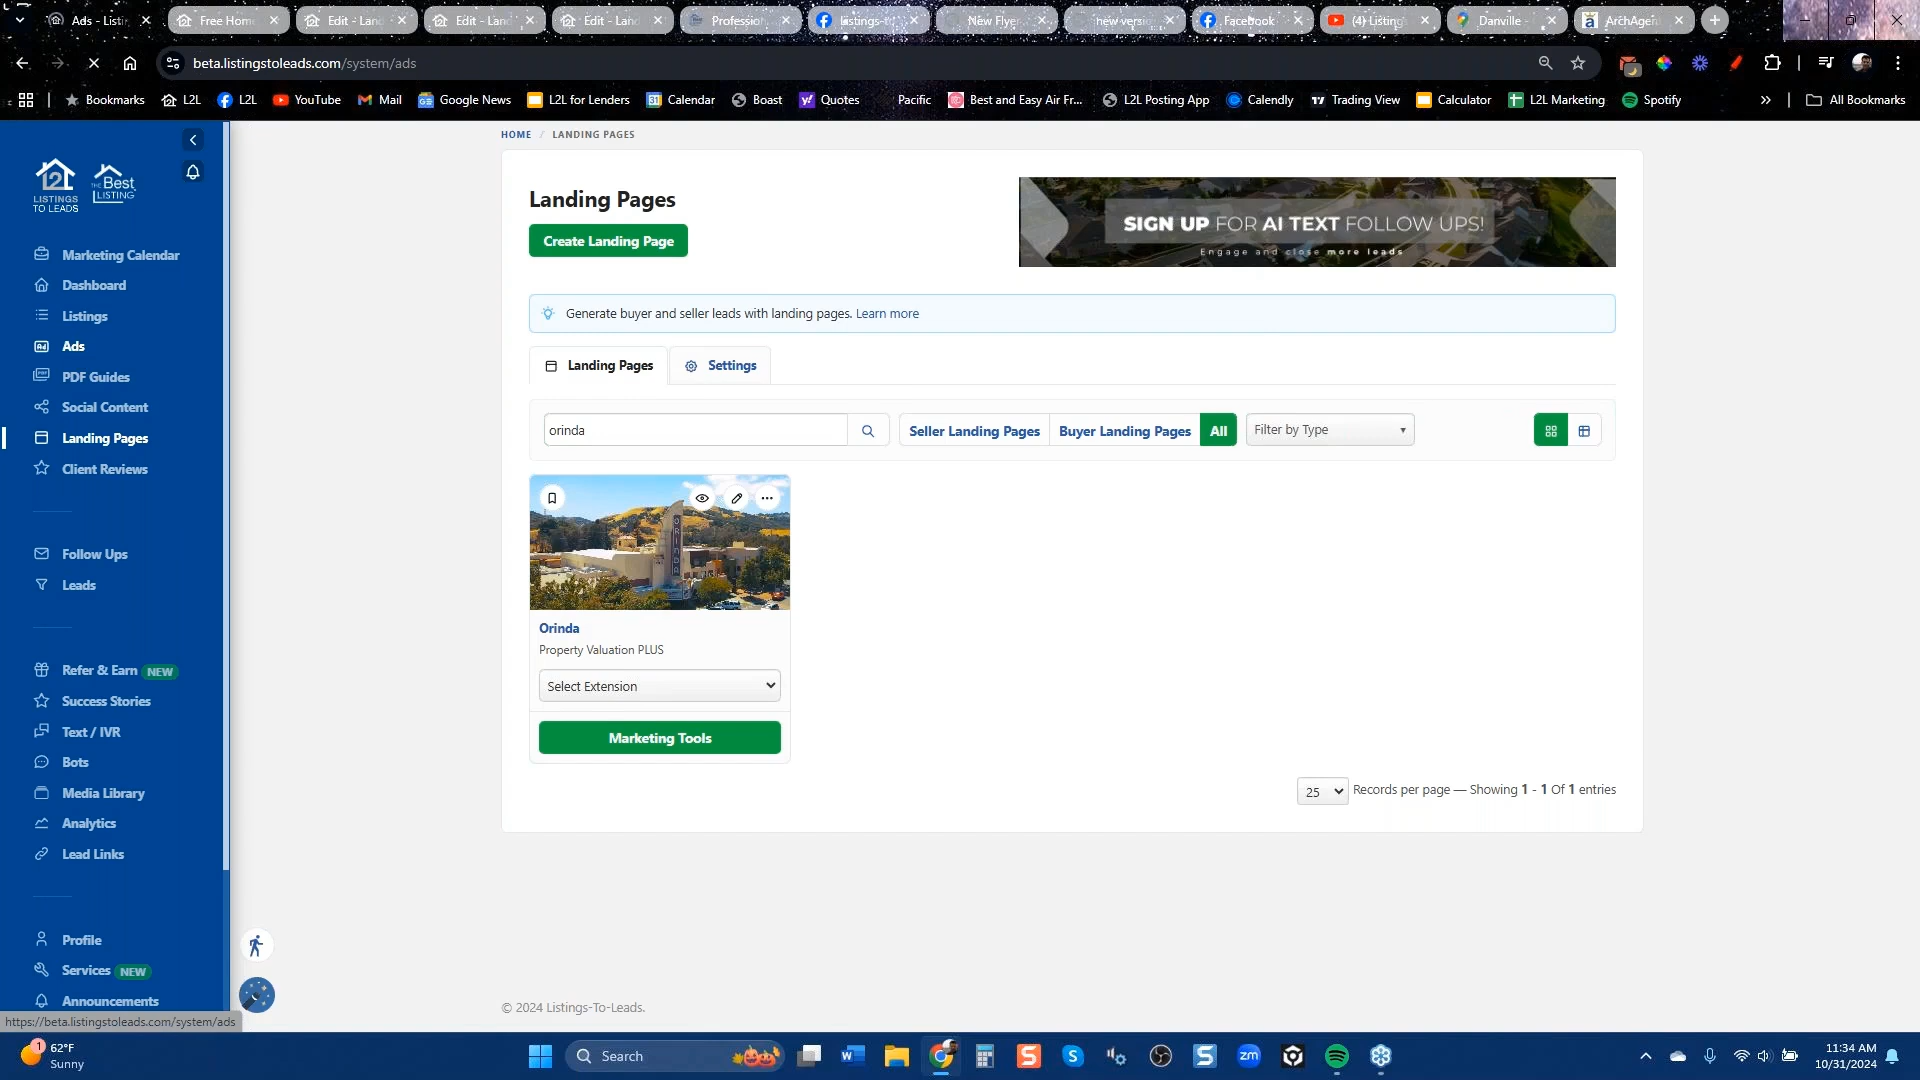 Ads - Listi
Free Home
Edit - Land
Edit - Land
Edit - Land
Profession
listings-t
New Flyer
new versio
Facebook
(4) Listing
Danville -
ArchAgent
beta.listingstoleads.com/system/ads
Bookmarks
L2L
L2L
YouTube
Mail
Google News
L2L for Lenders
Calendar
Boast
Quotes
Pacific
Best and Easy Air Fr...
L2L Posting App
Calendly
Trading View
Calculator
L2L Marketing
Spotify
All Bookmarks
LISTINGS
TO LEADS
THE Best
LISTING
Marketing Calendar
Dashboard
Listings
Ads
PDF Guides
Social Content
Landing Pages
Client Reviews
Follow Ups
Leads
Refer & Earn NEW
Success Stories
Text / IVR
Bots
Media Library
Analytics
Lead Links
Profile
Services NEW
Announcements
https://beta.listingstoleads.com/system/ads
HOME / LANDING PAGES
Landing Pages
Create Landing Page
SIGN UP FOR AI TEXT FOLLOW UPS!
Engage and close more leads
Generate buyer and seller leads with landing pages. Learn more
Landing Pages
Settings
orinda
Seller Landing Pages
Buyer Landing Pages
All
Filter by Type
ORINDA
Orinda
Property Valuation PLUS
Select Extension
Marketing Tools
25
Records per page — Showing 1 - 1 Of 1 entries
© 2024 Listings-To-Leads.
1
62°F
Sunny
Search
zm
11:34 AM
10/31/2024